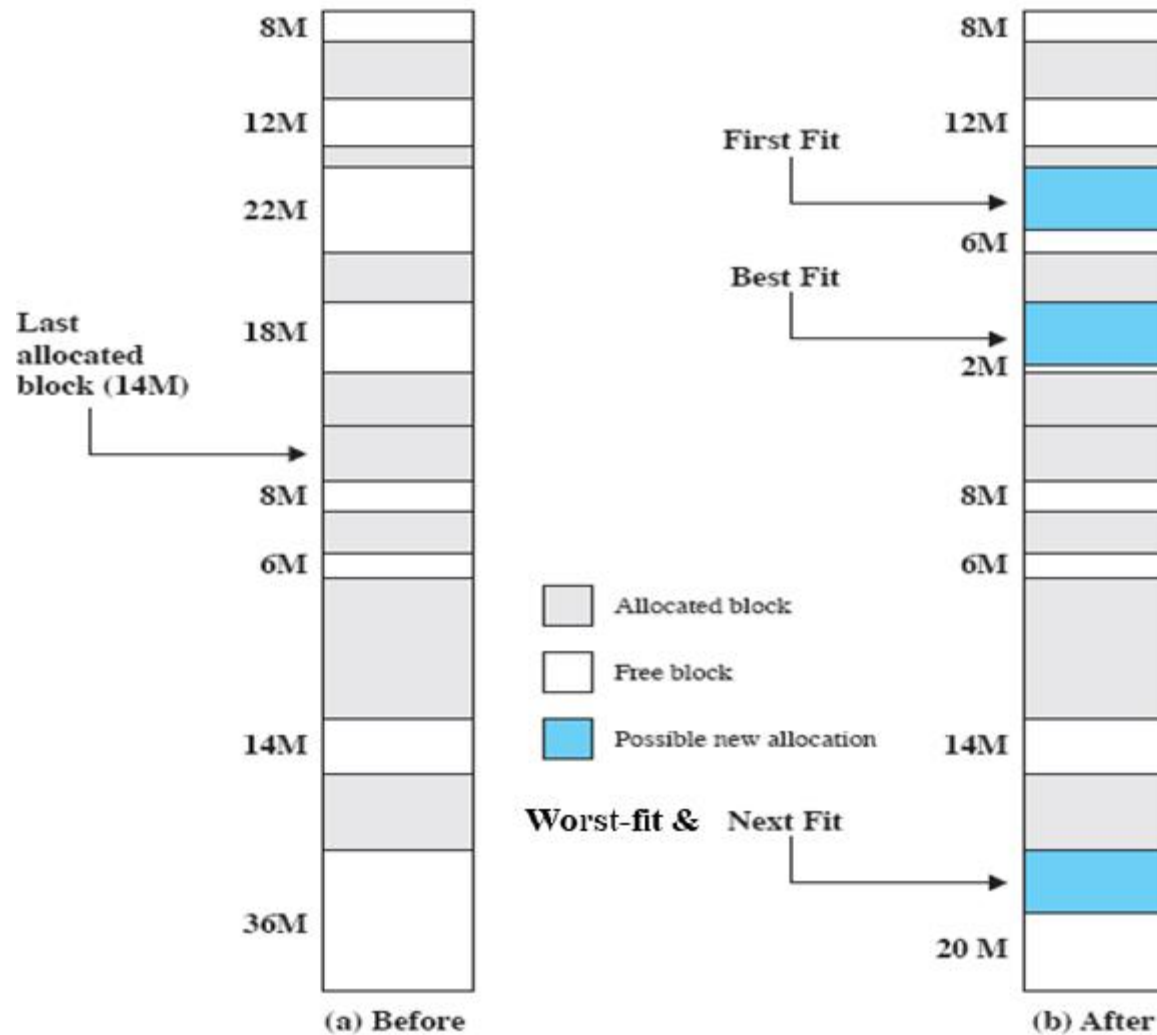 8M
12M
22M
18M
Last
allocated
block (14M)
8M
6M
14M
36M
(a) Before
Allocated block
Free block
Possible new allocation
Worst-fit & Next Fit
First Fit
Best Fit
8M
12M
6M
2M
8M
6M
14M
20 M
(b) After